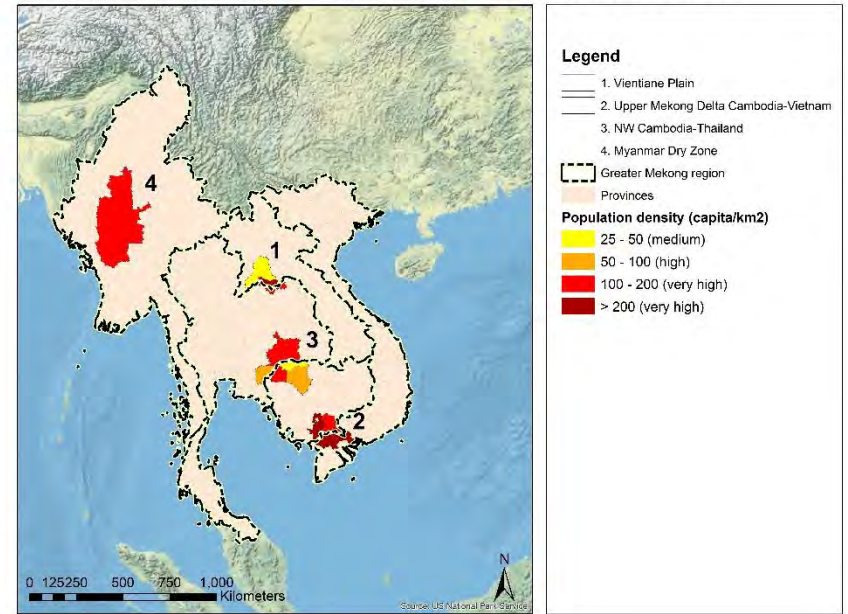 4
1
3
2
0 125250 500 750 1,000
Kilometers
N
Source: US National Park Service
Legend
1. Vientiane Plain
2. Upper Mekong Delta Cambodia-Vietnam
3. NW Cambodia-Thailand
4. Myanmar Dry Zone
Greater Mekong region
Provinces
Population density (capita/km2)
25 - 50 (medium)
50 - 100 (high)
100 - 200 (very high)
> 200 (very high)